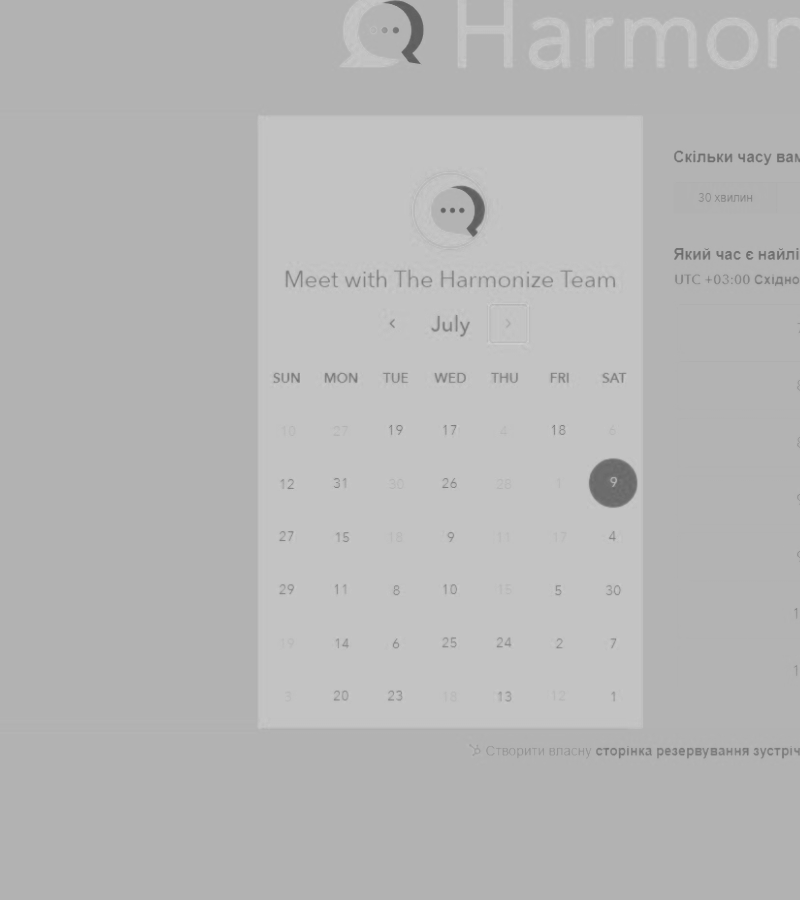 Harmon
Meet with The Harmonize Team
July
SUN MON TUE WED THU FRI SAT
10 27 19 17 4 18 6
12 31 30 26 28 1 9
27 15 18 9 11 17 4
29 11 8 10 15 5 30
19 14 6 25 24 2 7
3 20 23 18 13 12 1
Скільки часу вам
30 хвилин
Який час є найлі
UTC +03:00 Східно
Створити власну сторінка резервування зустріч